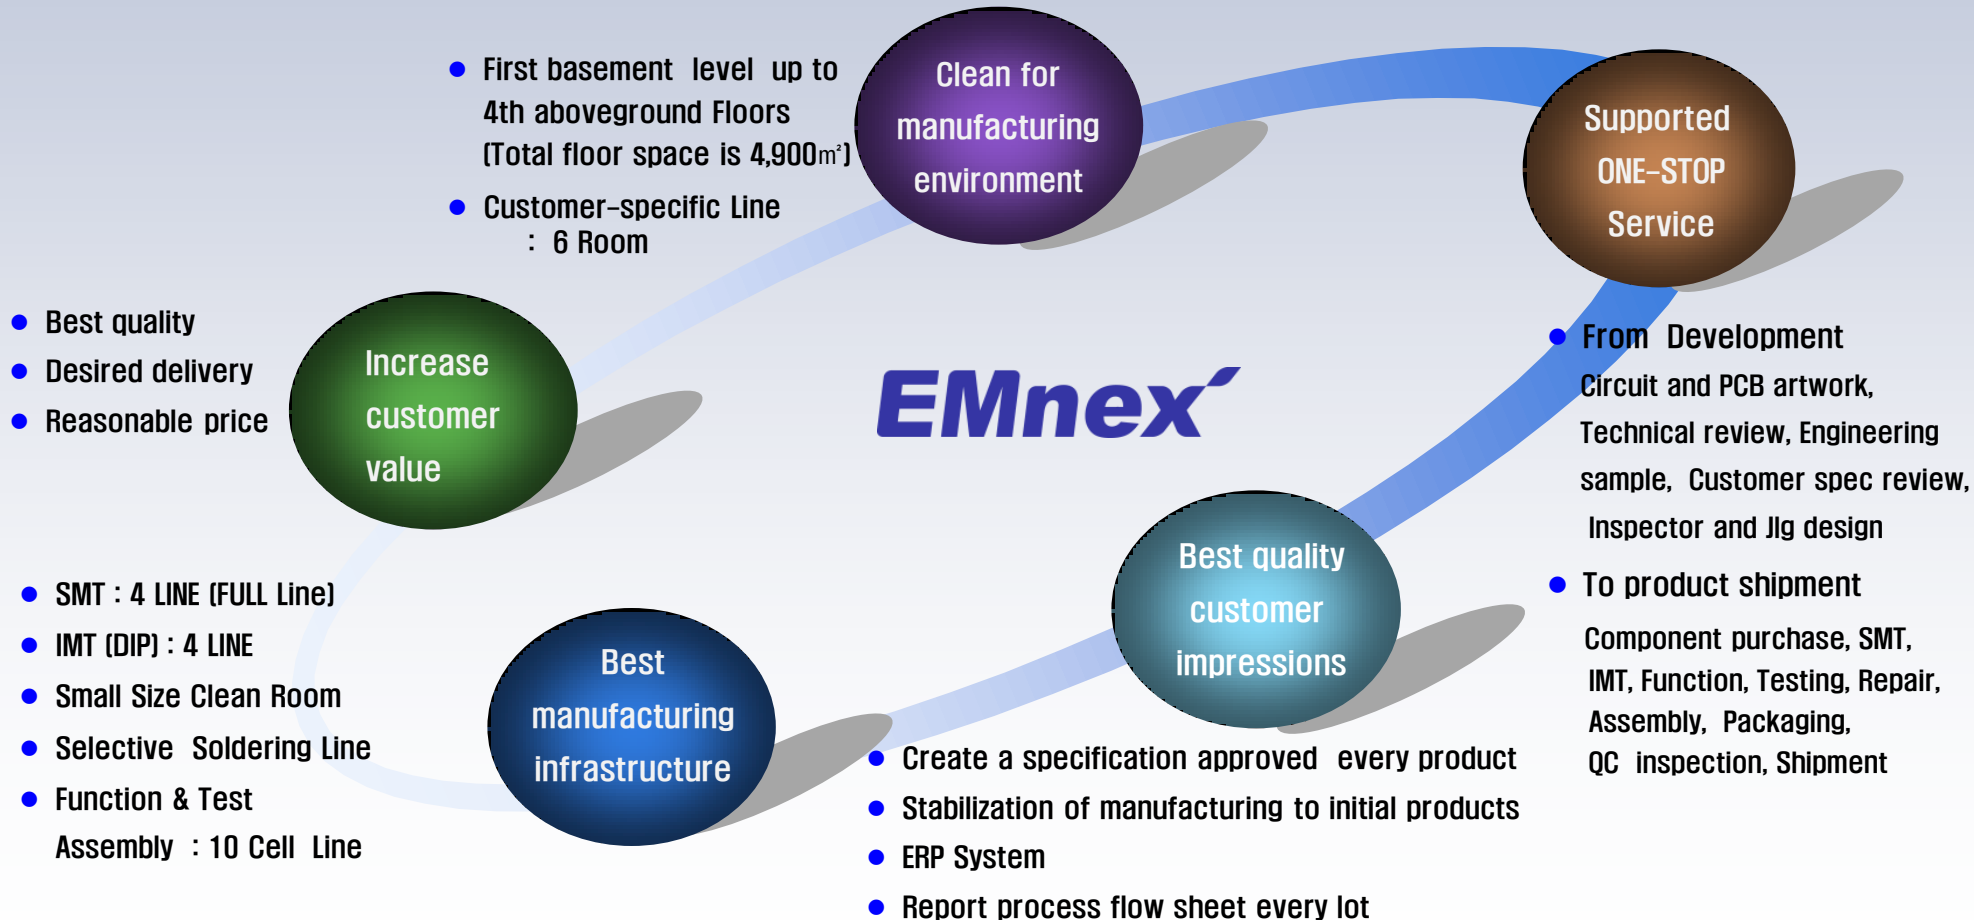 First basement level up to
4th aboveground Floors
(Total floor space is 4,900㎡)
Customer-specific Line
: 6 Room
Clean for
manufacturing
environment
Supported
ONE-STOP
Service
Best quality
Desired delivery
Reasonable price
Increase
customer
value
EMnex
From Development
Circuit and PCB artwork,
Technical review, Engineering
sample, Customer spec review,
Inspector and JIg design
To product shipment
Component purchase, SMT,
IMT, Function, Testing, Repair,
Assembly, Packaging,
QC inspection, Shipment
Best quality
customer
impressions
SMT : 4 LINE (FULL Line)
IMT (DIP) : 4 LINE
Small Size Clean Room
Selective Soldering Line
Function & Test
Assembly : 10 Cell Line
Best
manufacturing
infrastructure
Create a specification approved every product
Stabilization of manufacturing to initial products
ERP System
Report process flow sheet every lot